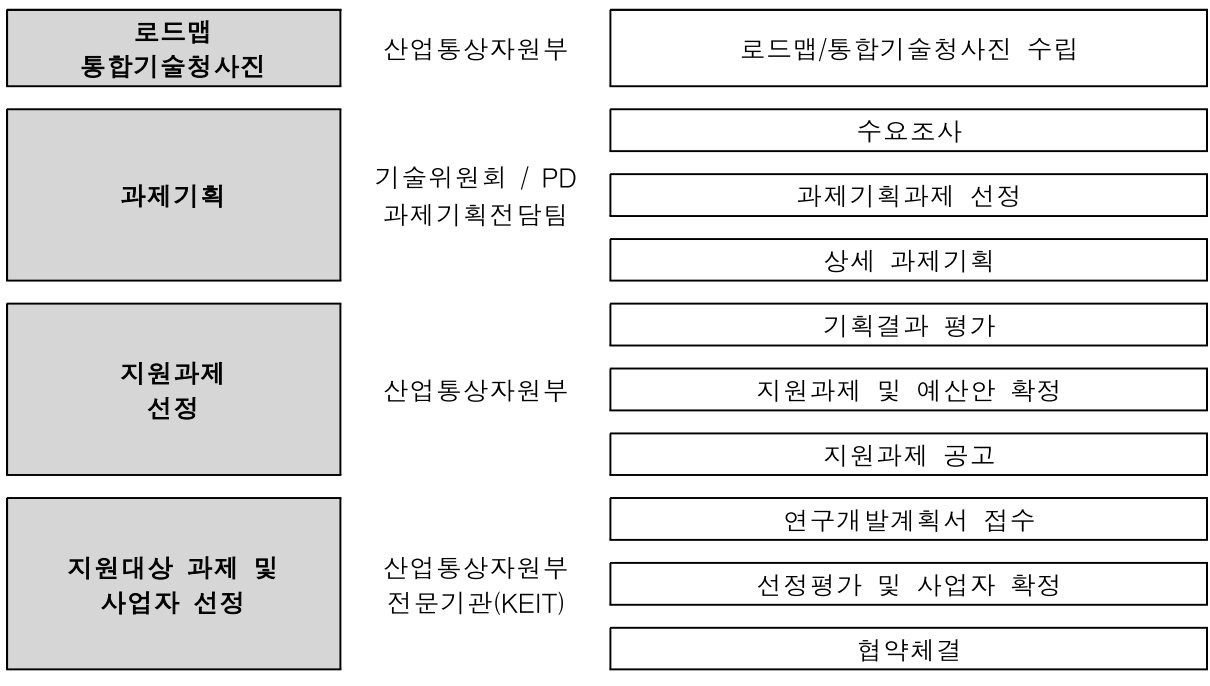 로드맵
통합기술청사진
산업통상자원부
로드맵/통합기술청사진 수립
과제기획
기술위원회 / PD
과제기획전담팀
수요조사
과제기획과제 선정
상세 과제기획
지원과제
선정
산업통상자원부
기획결과 평가
지원과제 및 예산안 확정
지원과제 공고
지원대상 과제 및
사업자 선정
산업통상자원부
전문기관(KEIT)
연구개발계획서 접수
선정평가 및 사업자 확정
협약체결